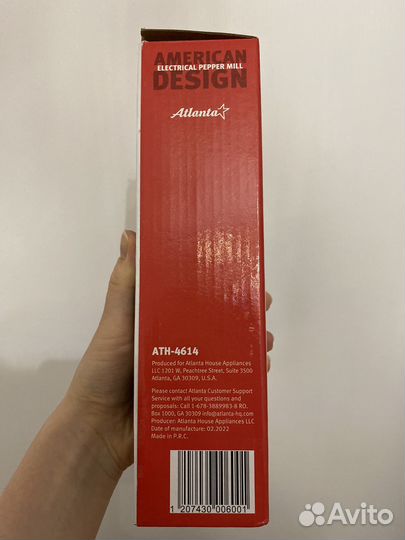 AMERICAN
ELECTRICAL PEPPER MILL
DESIGN
Atlanta
ATH-4614
Produced for Atlanta House Appliances
LLC 1201 W, Peachtree Street, Suite 3500
Atlanta, GA 30309, U.S.A.
Please contact Atlanta Customer Support
Service with all your questions and
proposals: Call 1-678-3889983-8 RO.
Box 1000, GA 30309 info@atlanta-hq.com
Producer: Atlanta House Appliances LLC
Date of manufacture: 02.2022
Made in P.R.C.
1 207430 006001
Avito